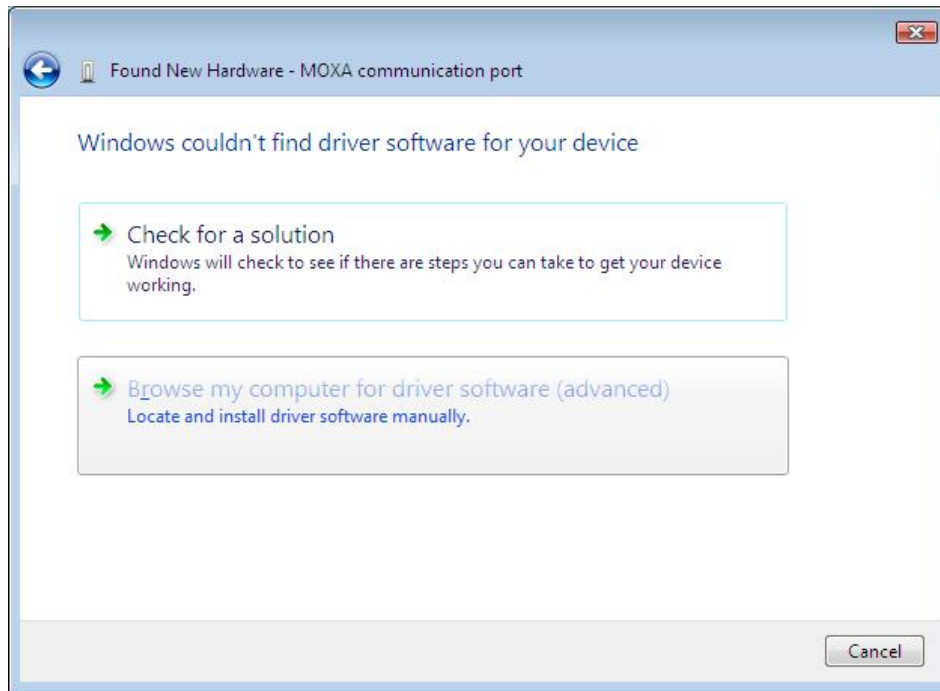 Found New Hardware - MOXA communication port
Windows couldn't find driver software for your device
Check for a solution
Windows will check to see if there are steps you can take to get your device
working.
Browse my computer for driver software (advanced)
Locate and install driver software manually.
Cancel